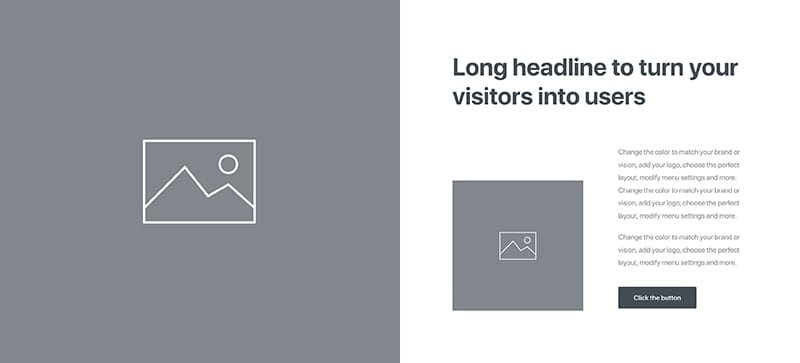 Long headline to turn your
visitors into users
Change the color to match your brand or
vision, add your logo, choose the perfect
layout, modify menu settings and more.
Change the color to match your brand or
vision, add your logo, choose the perfect
layout, modify menu settings and more.
Change the color to match your brand or
vision, add your logo, choose the perfect
layout, modify menu settings and more.
Click the button